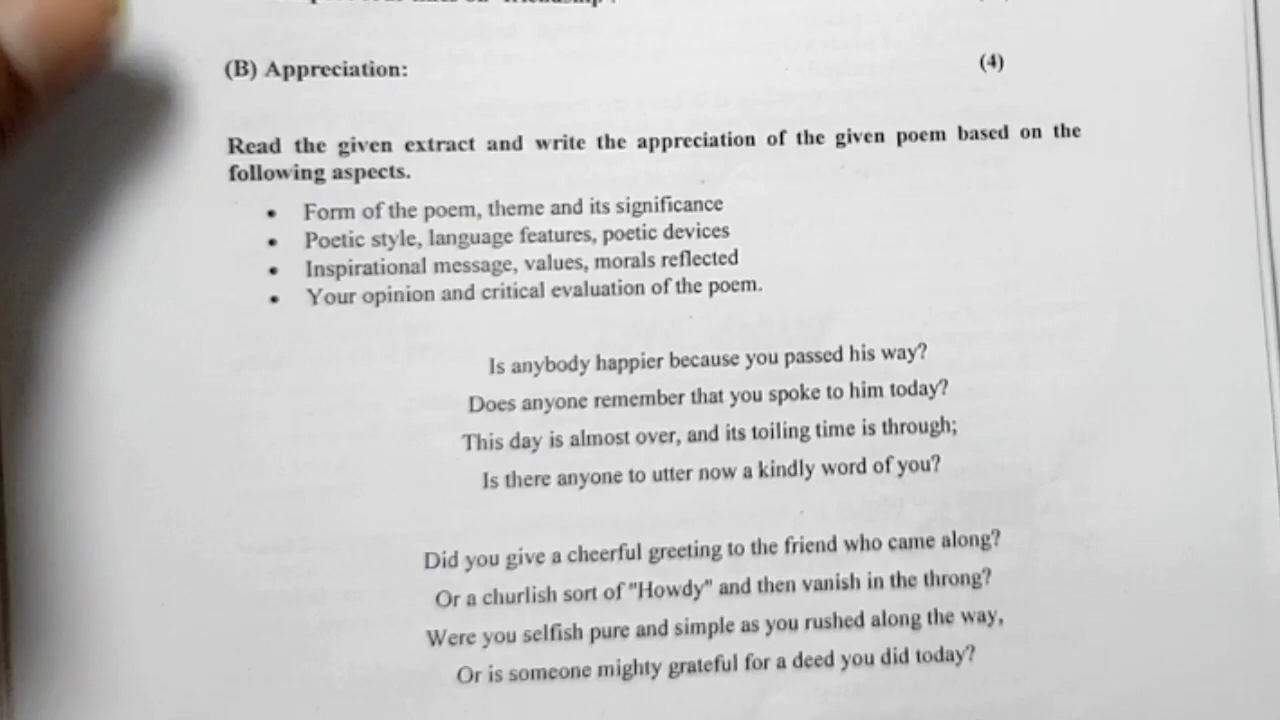 (B) Appreciation: (4)
Read the given extract and write the appreciation of the given poem based on the
following aspects.
• Form of the poem, theme and its significance
• Poetic style, language features, poetic devices
• Inspirational message, values, morals reflected
• Your opinion and critical evaluation of the poem.
Is anybody happier because you passed his way?
Does anyone remember that you spoke to him today?
This day is almost over, and its toiling time is through;
Is there anyone to utter now a kindly word of you?
Did you give a cheerful greeting to the friend who came along?
Or a churlish sort of "Howdy" and then vanish in the throng?
Were you selfish pure and simple as you rushed along the way,
Or is someone mighty grateful for a deed you did today?